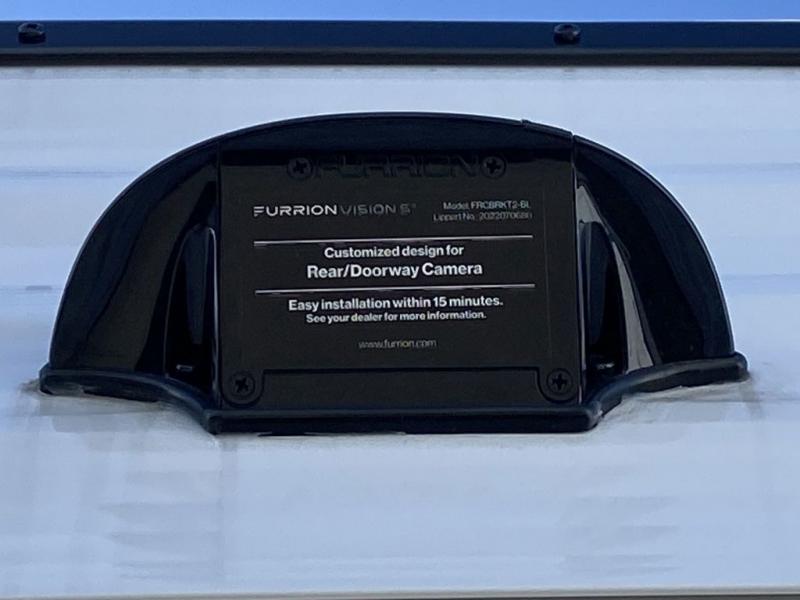 FURRION
FURRION VISION S®
Model: FRCBRKT2-BL
Lippert No.: 2022070686
Customized design for
Rear/Doorway Camera
Easy installation within 15 minutes.
See your dealer for more information.
www.furrion.com